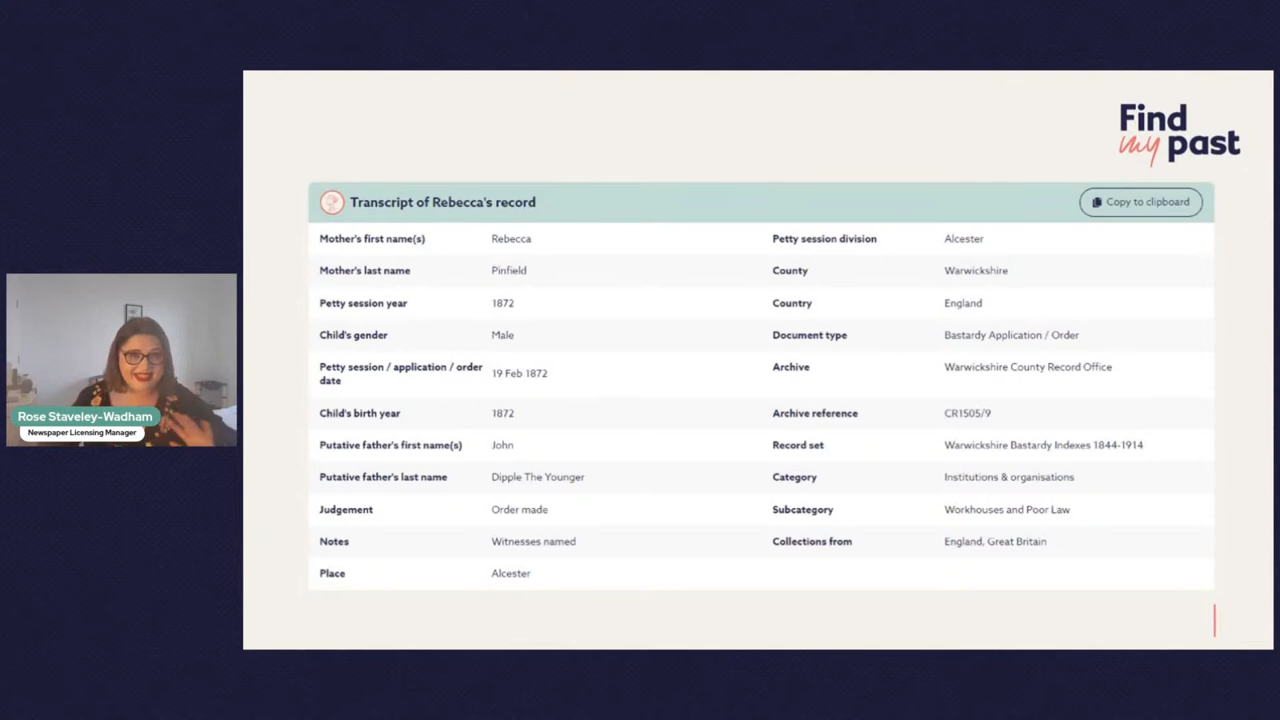 Find
my past
Transcript of Rebecca's record
Copy to clipboard
Mother's first name(s) Rebecca
Petty session division Alcester
Mother's last name Pinfield
County Warwickshire
Petty session year 1872
Country England
Child's gender Male
Document type Bastardy Application / Order
Petty session / application / order
date 19 Feb 1872
Archive Warwickshire County Record Office
Child's birth year 1872
Archive reference CR1505/9
Putative father's first name(s) John
Record set Warwickshire Bastardy Indexes 1844-1914
Putative father's last name Dipple The Younger
Category Institutions & organisations
Judgement Order made
Subcategory Workhouses and Poor Law
Notes Witnesses named
Collections from England, Great Britain
Place Alcester
Rose Staveley-Wadham
Newspaper Licensing Manager